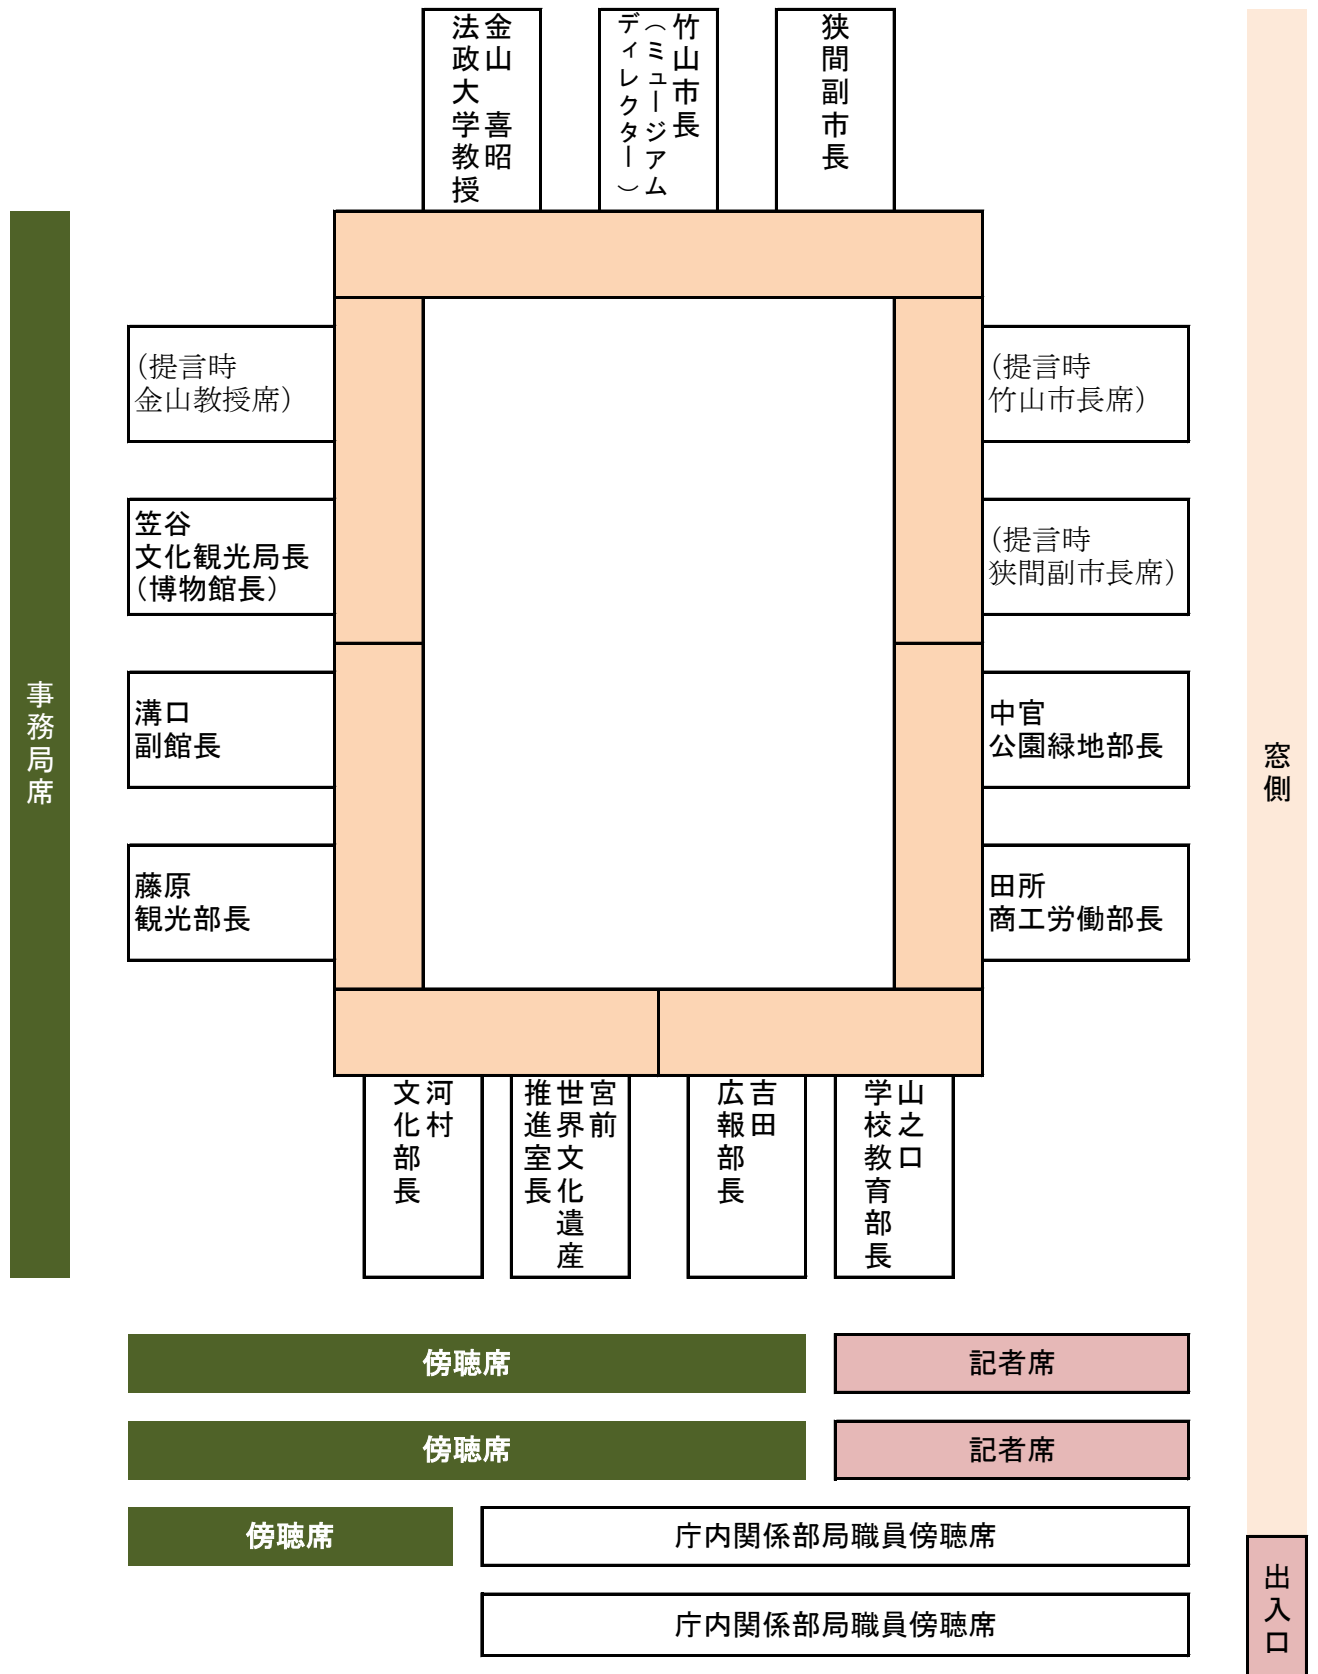 金山　喜昭
法政大学教授
竹山市長
（ミュージアム
ディレクター）
狭間副市長
事務局席
(提言時
金山教授席)
笠谷
文化観光局長
(博物館長)
溝口
副館長
藤原
観光部長
(提言時
竹山市長席)
(提言時
狭間副市長席)
中官
公園緑地部長
田所
商工労働部長
窓側
河村
文化部長
宮前
世界文化遺産
推進室長
吉田
広報部長
山之口
学校教育部長
傍聴席
記者席
傍聴席
記者席
傍聴席
庁内関係部局職員傍聴席
庁内関係部局職員傍聴席
出入口